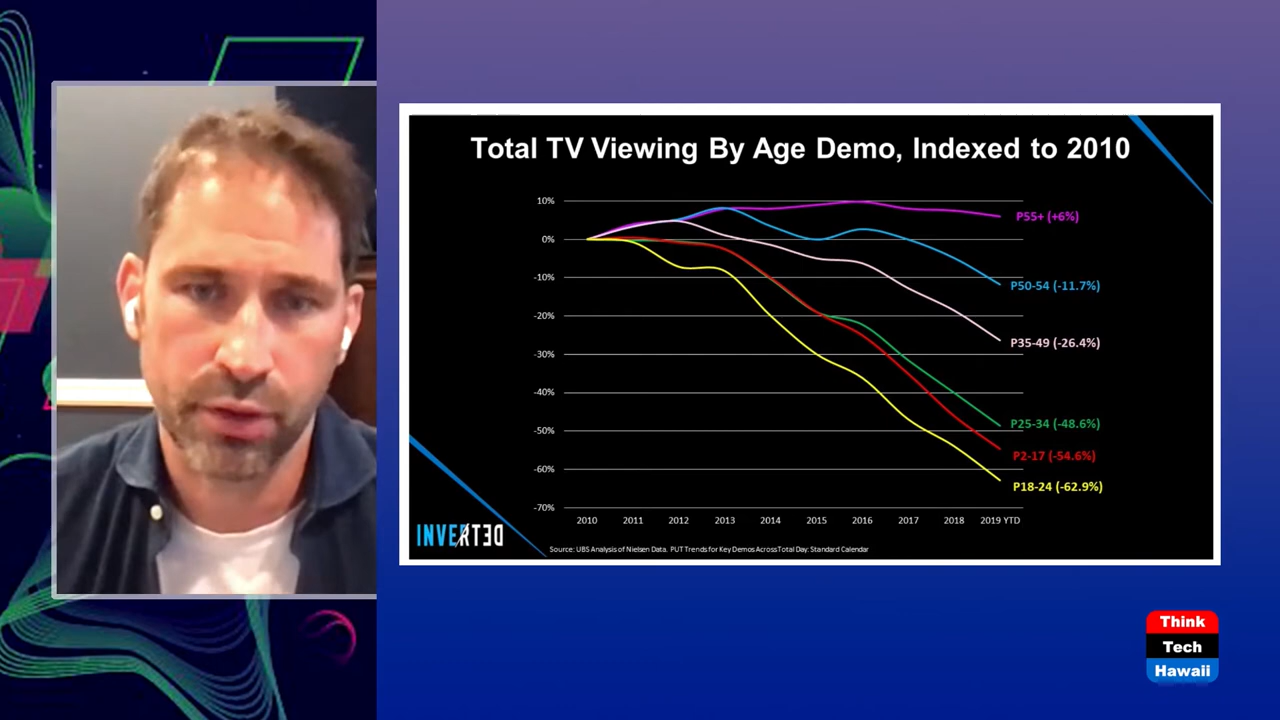 Total TV Viewing By Age Demo, Indexed to 2010
10%
0%
-10%
-20%
-30%
-40%
-50%
-60%
-70%
2010 2011 2012 2013 2014 2015 2016 2017 2018 2019 YTD
P55+ (+6%)
P50-54 (-11.7%)
P35-49 (-26.4%)
P25-34 (-48.6%)
P2-17 (-54.6%)
P18-24 (-62.9%)
INVERTED
Source: UBS Analysis of Nielsen Data. PUT Trends for Key Demos Across Total Day: Standard Calendar
Think
Tech
Hawaii